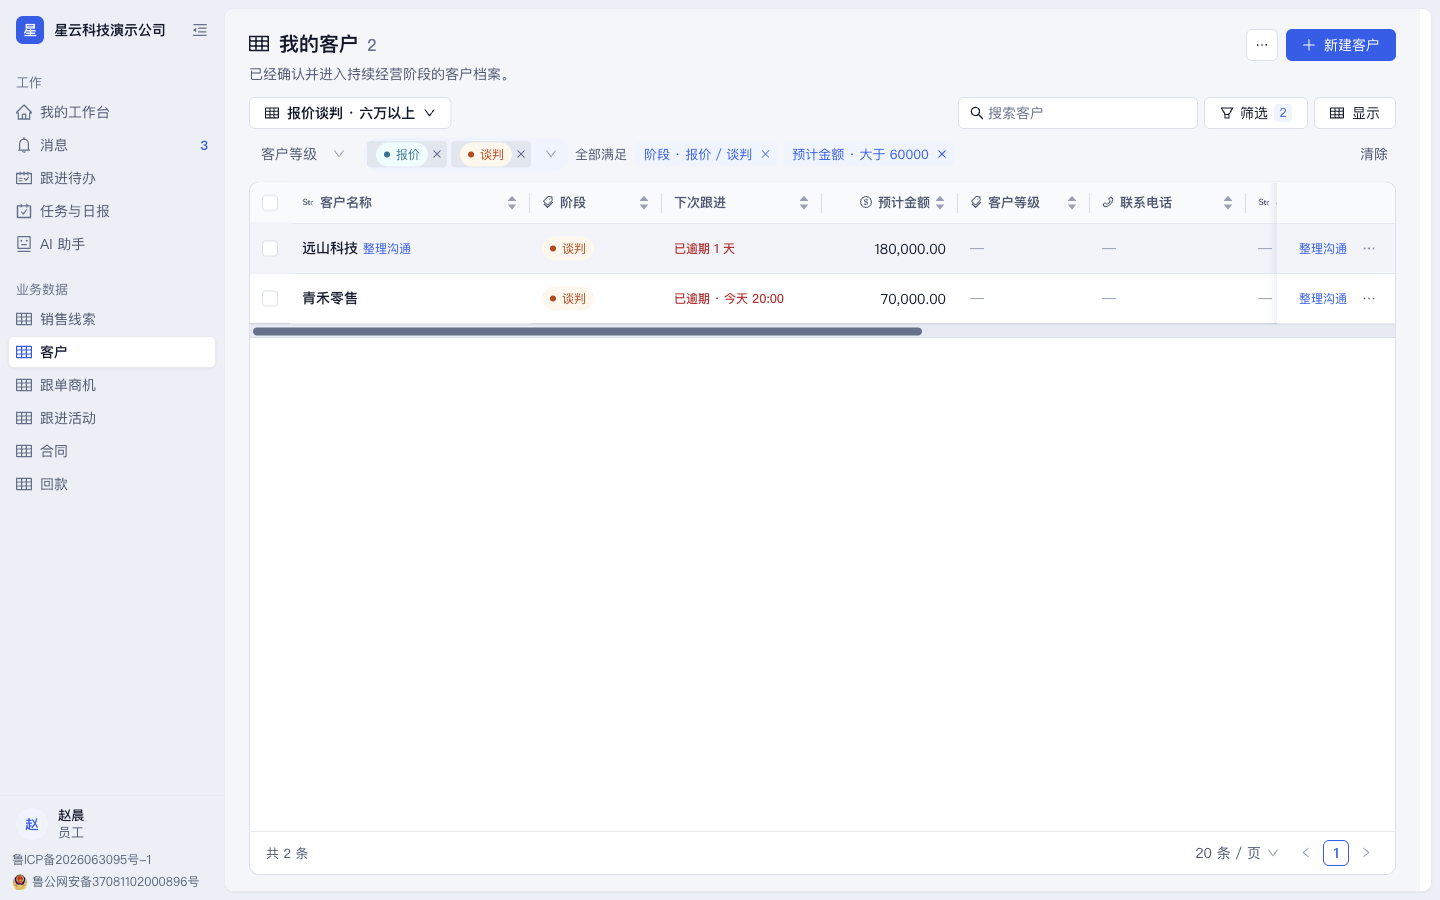 星 星云科技演示公司
工作
我的工作台
消息 3
跟进待办
任务与日报
AI 助手
业务数据
销售线索
客户
跟单商机
跟进活动
合同
回款
赵 赵晨
员工
鲁ICP备2026063095号-1
鲁公网安备37081102000896号
我的客户 2
··· 新建客户
已经确认并进入持续经营阶段的客户档案。
报价谈判 · 六万以上 搜索客户 筛选 2 显示
客户等级 报价 谈判 全部满足 阶段 · 报价 / 谈判 预计金额 · 大于 60000 清除
Str 客户名称 阶段 下次跟进 预计金额 客户等级 联系电话 Str
远山科技 整理沟通 谈判 已逾期 1 天 180,000.00 — — — 整理沟通 ···
青禾零售 谈判 已逾期 · 今天 20:00 70,000.00 — — — 整理沟通 ···
共 2 条 20 条 / 页 1